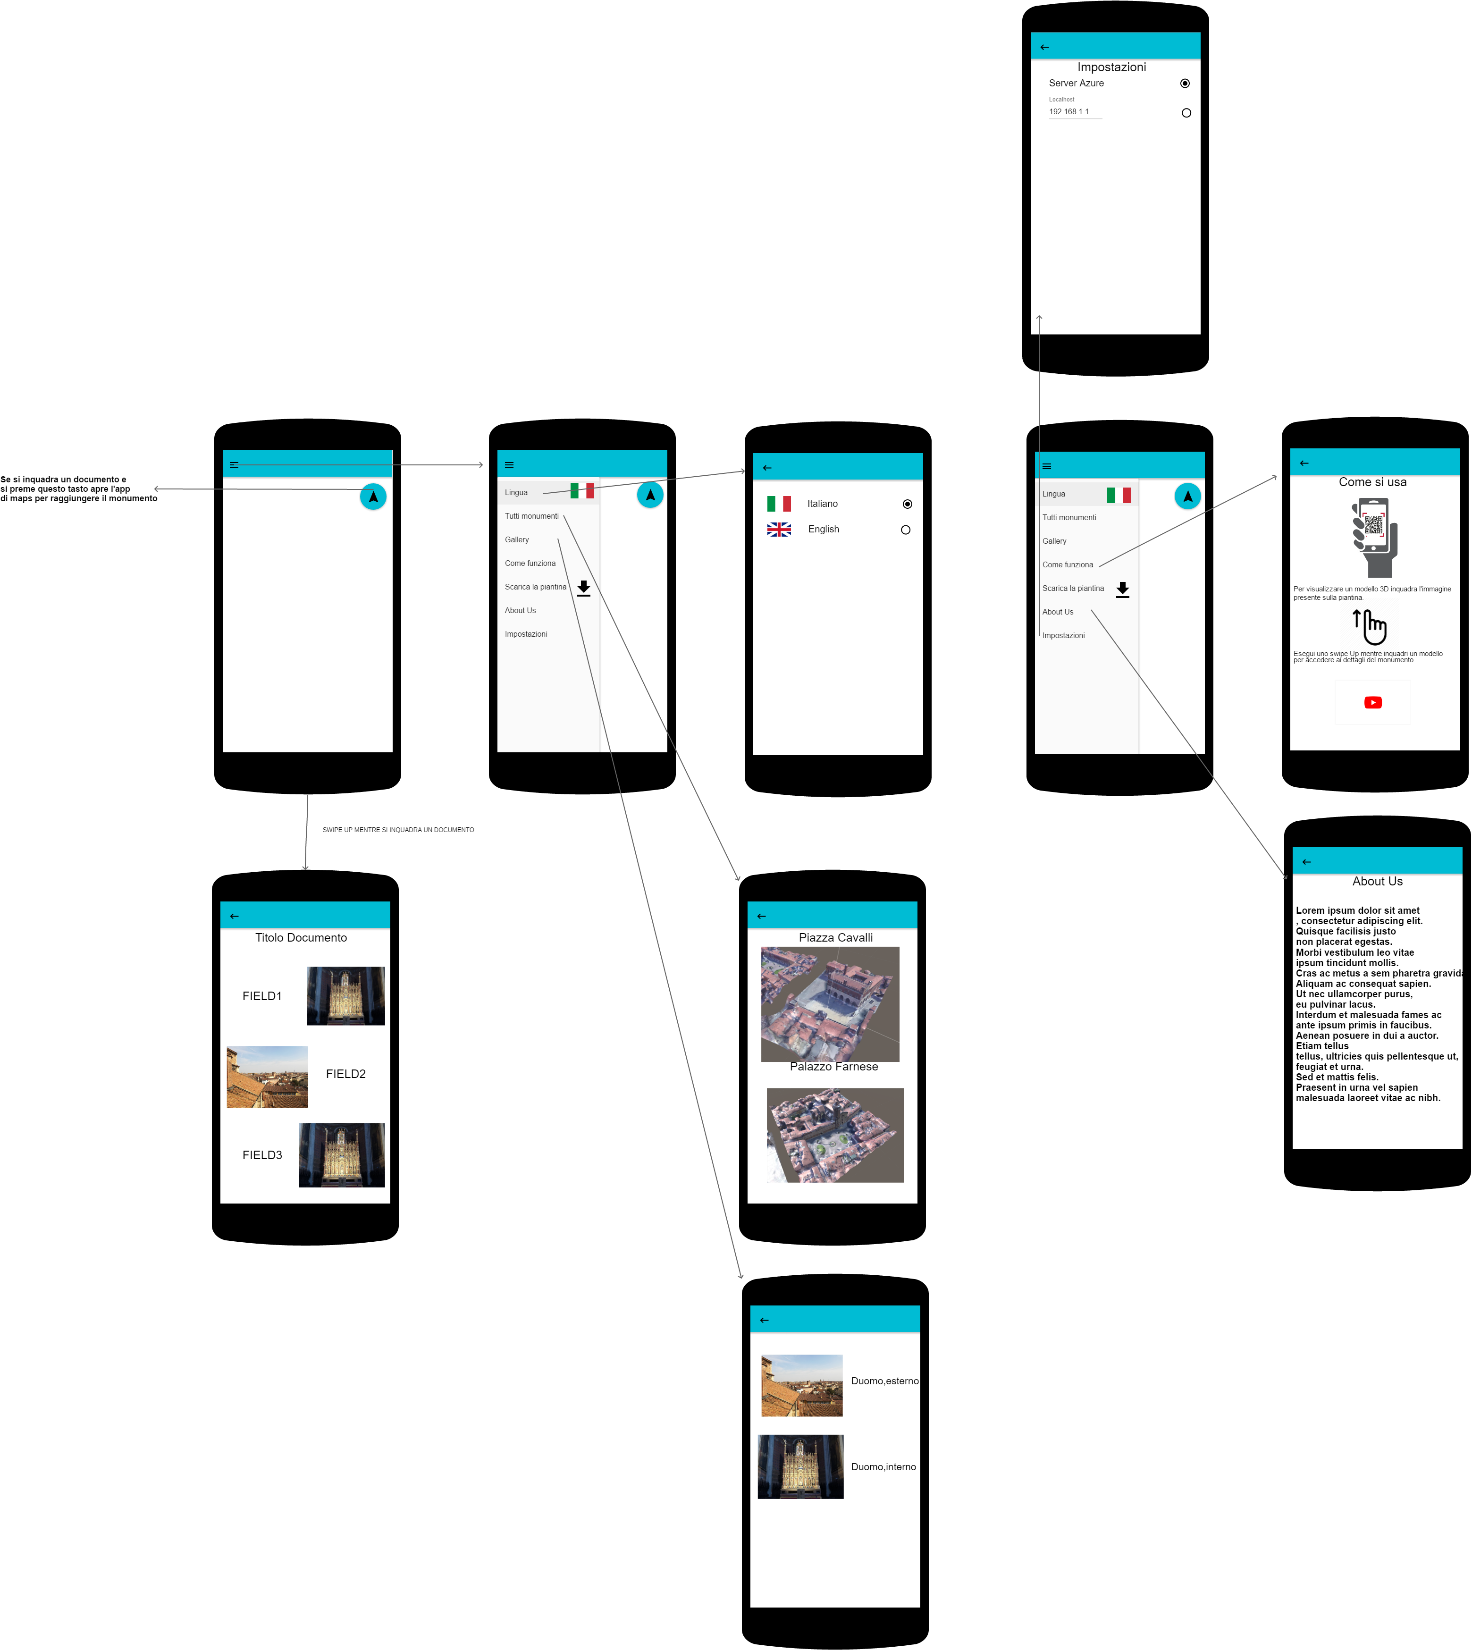 Impostazioni
Server Azure
Localhost
192.168.1.1
Se si inquadra un documento e
si preme questo tasto apre l'app
di maps per raggiungere il monumento
Lingua
Tutti monumenti
Gallery
Come funziona
Scarica la piantina
About Us
Impostazioni
Italiano
English
Lingua
Tutti monumenti
Gallery
Come funziona
Scarica la piantina
About Us
Impostazioni
Come si usa
Per visualizzare un modello 3D inquadra l'immagine
presente sulla piantina.
Esegui uno swipe Up mentre inquadri un modello
per accedere ai dettagli del monumento
SWIPE UP MENTRE SI INQUADRA UN DOCUMENTO
Titolo Documento
FIELD1
FIELD2
FIELD3
Piazza Cavalli
Palazzo Farnese
About Us
Lorem ipsum dolor sit amet
, consectetur adipiscing elit.
Quisque facilisis justo
non placerat egestas.
Morbi vestibulum leo vitae
ipsum tincidunt mollis.
Cras ac metus a sem pharetra gravida
Aliquam ac consequat sapien.
Ut nec ullamcorper purus,
eu pulvinar lacus.
Interdum et malesuada fames ac
ante ipsum primis in faucibus.
Aenean posuere in dui a auctor.
Etiam tellus
tellus, ultricies quis pellentesque ut,
feugiat et urna.
Sed et mattis felis.
Praesent in urna vel sapien
malesuada laoreet vitae ac nibh.
Duomo,esterno
Duomo,interno